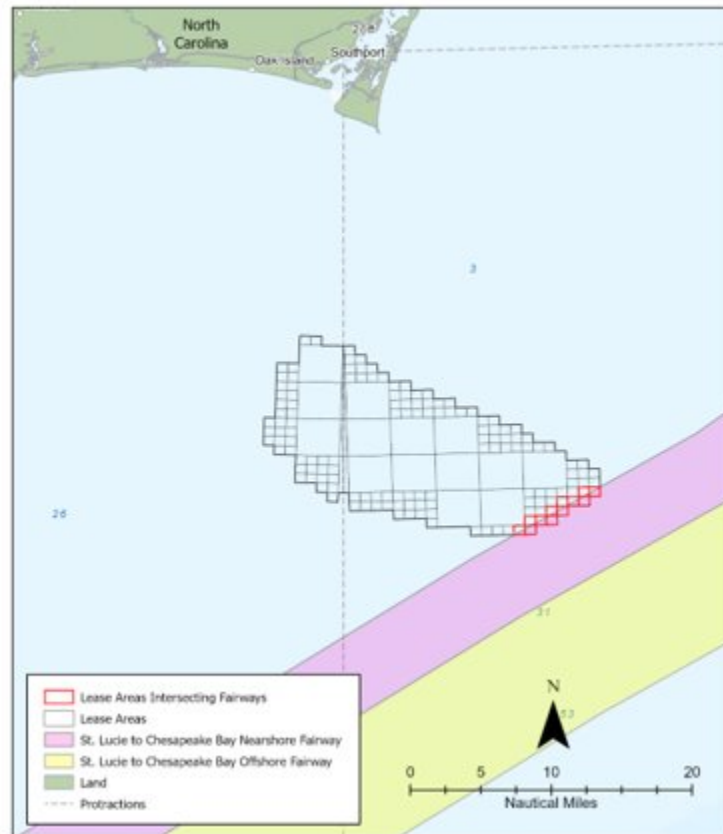 North
Carolina
Southport
Oak Island
3
26
31
53
Lease Areas Intersecting Fairways
Lease Areas
St. Lucie to Chesapeake Bay Nearshore Fairway
St. Lucie to Chesapeake Bay Offshore Fairway
Land
Protractions
N
0 5 10 20
Nautical Miles